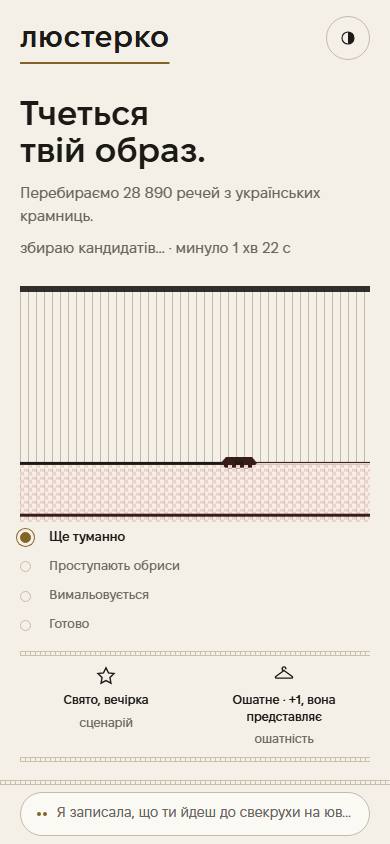 люстерко
Тчеться
твій образ.
Перебираємо 28 890 речей з українських
крамниць.
збираю кандидатів... · минуло 1 хв 22 с
Ще туманно
Проступають обриси
Вимальовується
Готово
Свято, вечірка
сценарій
Ошатне · +1, вона
представляє
ошатність
Я записала, що ти йдеш до свекрухи на юв...